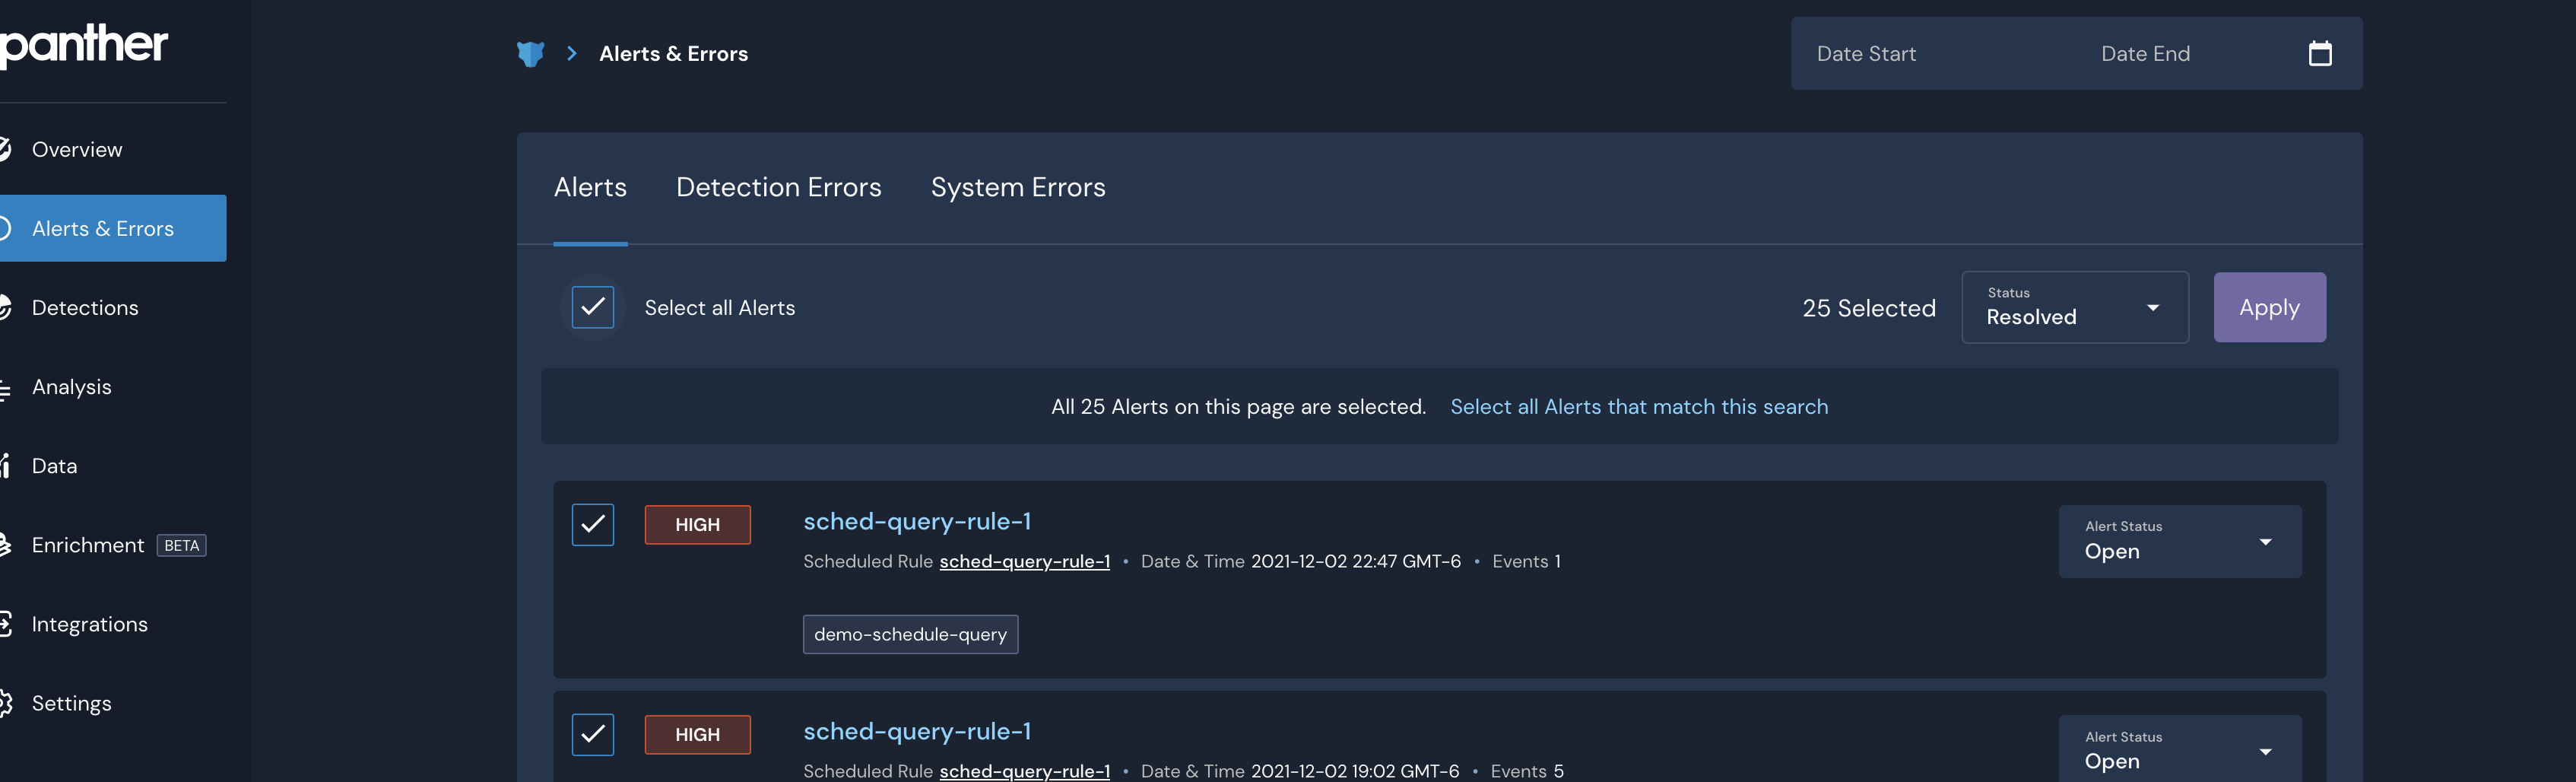 panther
Alerts & Errors
Date Start Date End
Overview
Alerts & Errors
Detections
Analysis
Data
Enrichment BETA
Integrations
Settings
Alerts Detection Errors System Errors
Select all Alerts
25 Selected
Status
Resolved
Apply
All 25 Alerts on this page are selected. Select all Alerts that match this search
HIGH
sched-query-rule-1
Scheduled Rule sched-query-rule-1 • Date & Time 2021-12-02 22:47 GMT-6 • Events 1
demo-schedule-query
Alert Status
Open
HIGH
sched-query-rule-1
Scheduled Rule sched-query-rule-1 • Date & Time 2021-12-02 19:02 GMT-6 • Events 5
Alert Status
Open